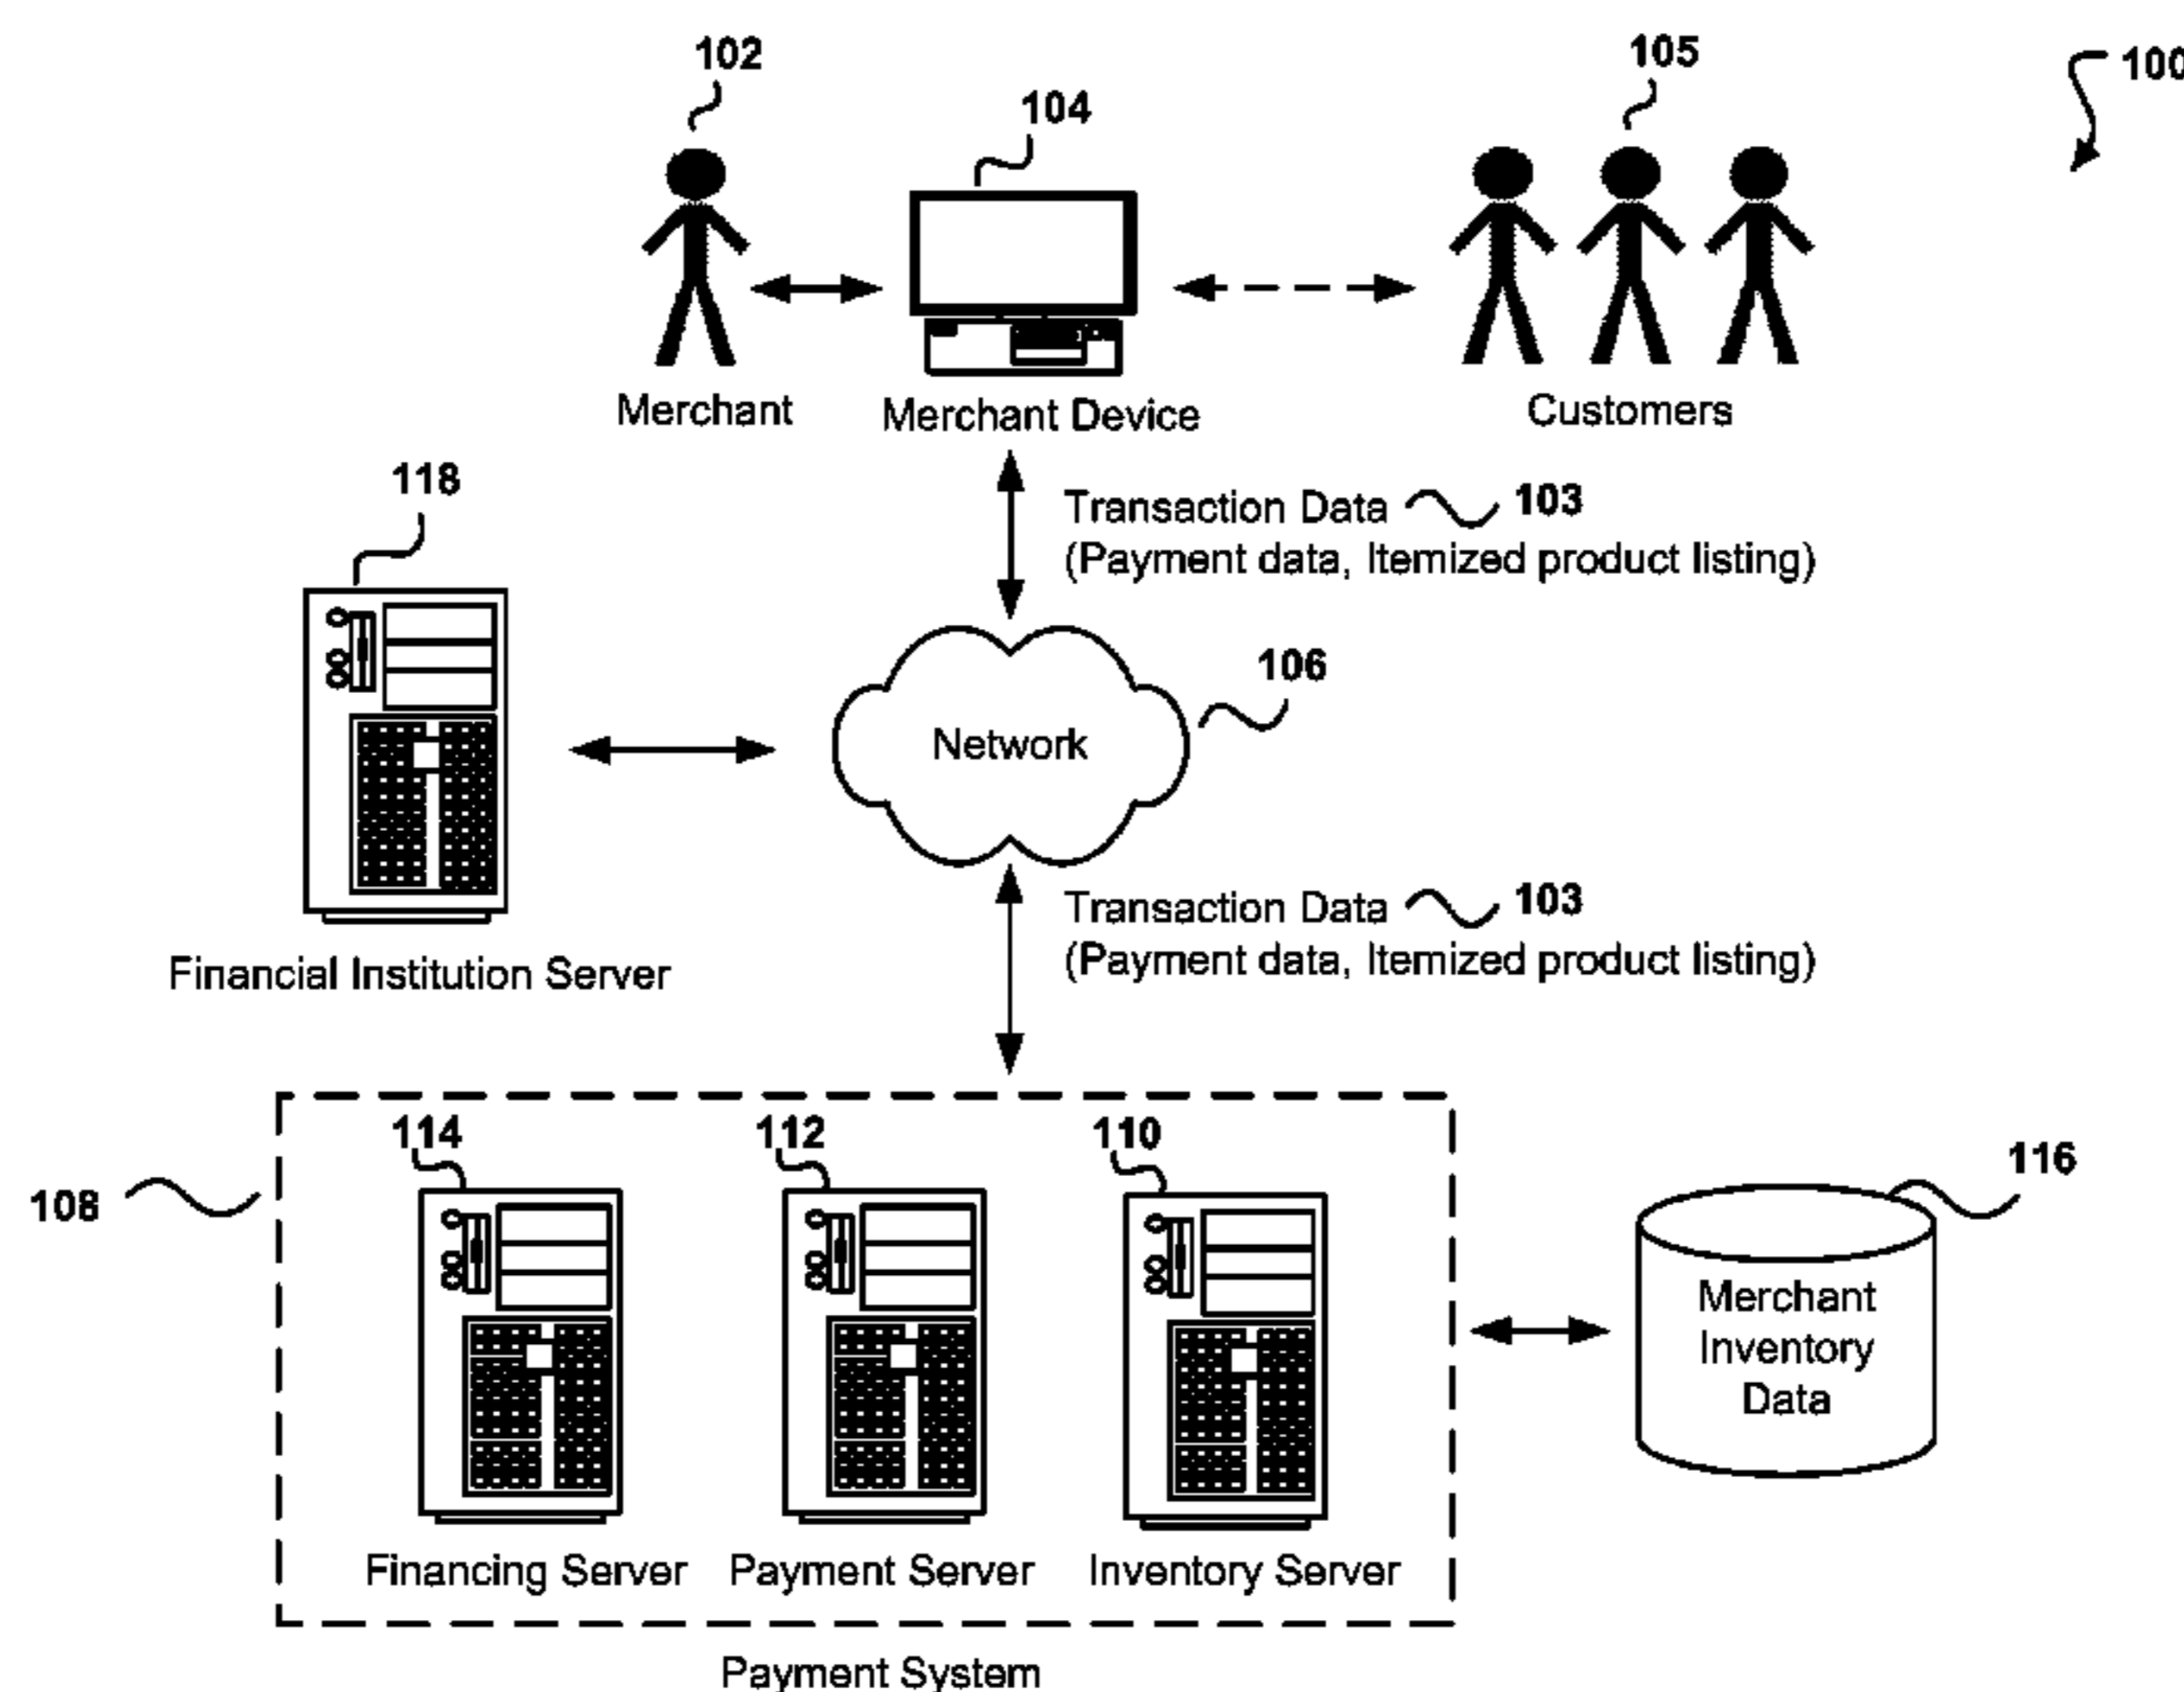 102
105
100
104
Merchant
Merchant Device
Customers
118
Transaction Data 103
(Payment data, Itemized product listing)
106
Network
Transaction Data 103
(Payment data, Itemized product listing)
Financial Institution Server
114
112
110
116
108
Merchant
Inventory
Data
Financing Server
Payment Server
Inventory Server
Payment System